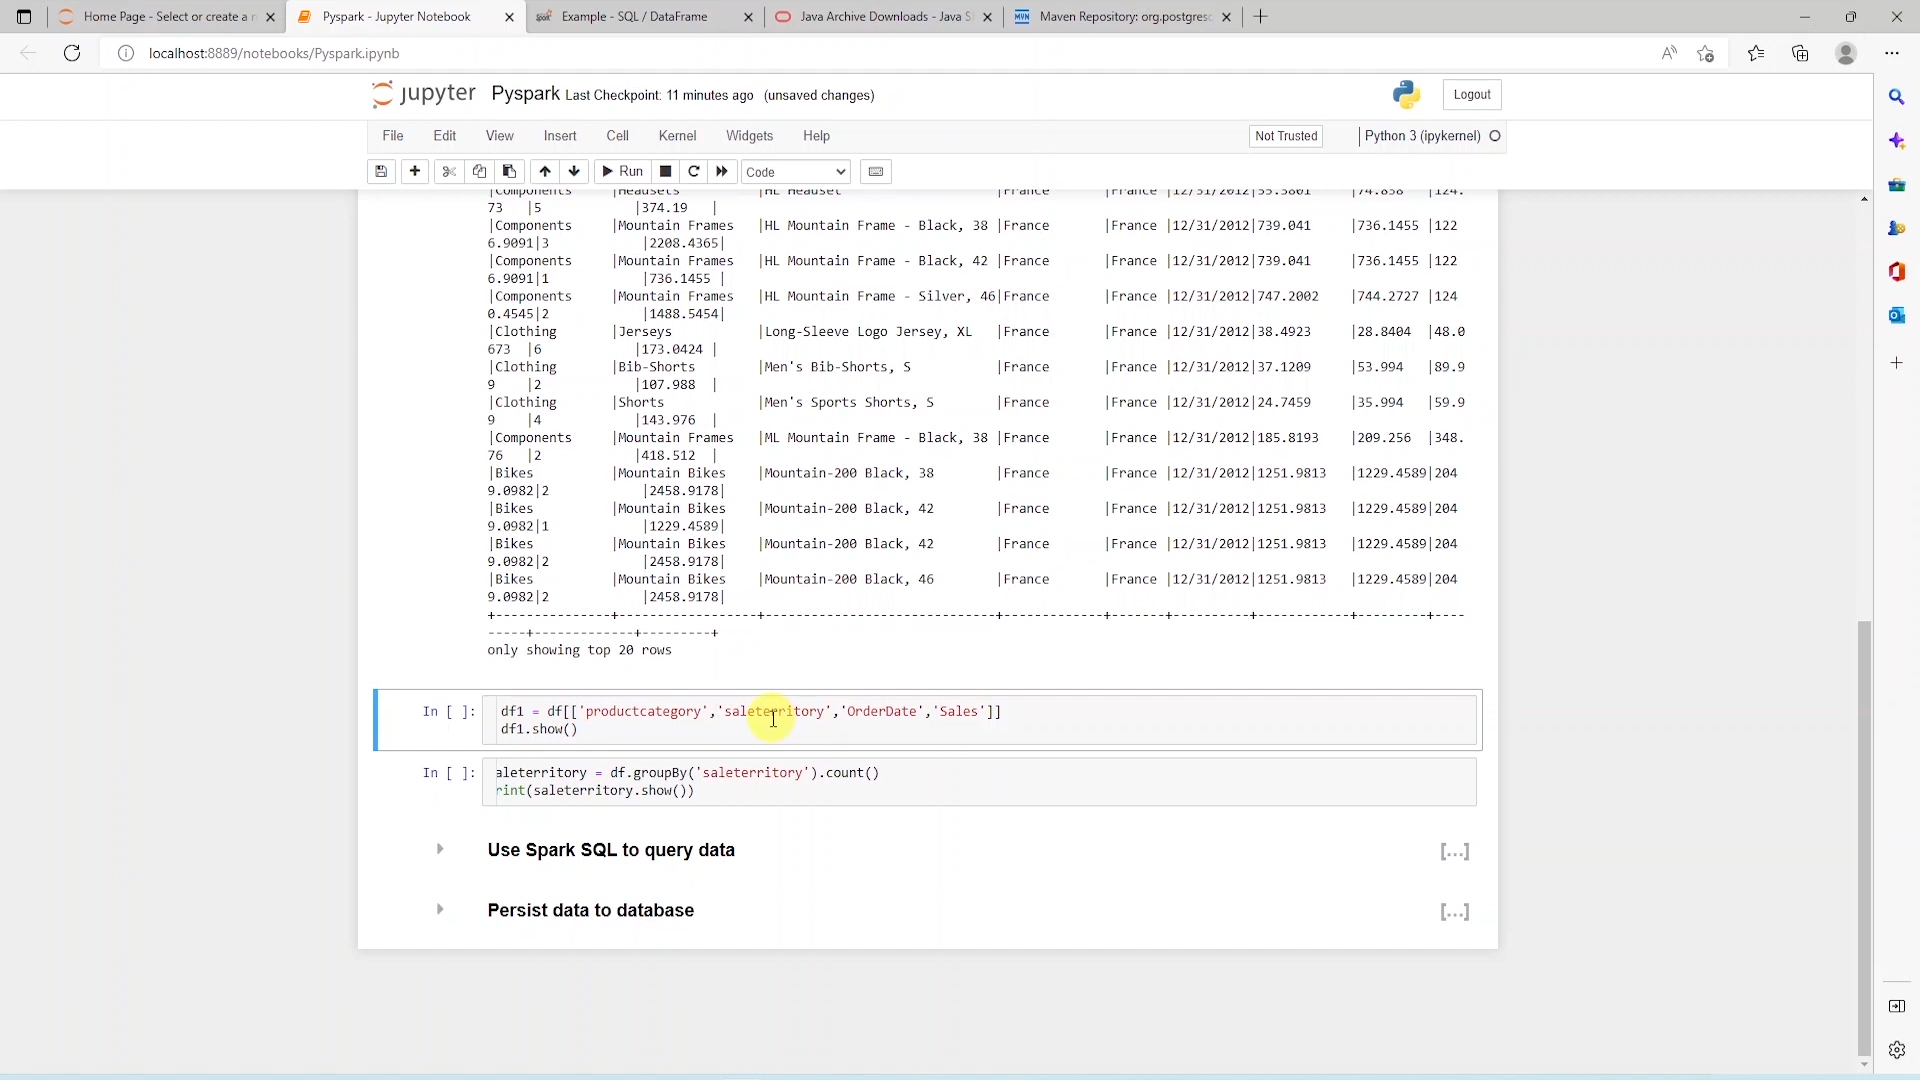 Home Page - Select or create a n
Pyspark - Jupyter Notebook
Example - SQL / DataFrame
Java Archive Downloads - Java S
Maven Repository: org.postgresc
localhost:8889/notebooks/Pyspark.ipynb
jupyter Pyspark Last Checkpoint: 11 minutes ago (unsaved changes)
Logout
File Edit View Insert Cell Kernel Widgets Help
Not Trusted
Python 3 (ipykernel)
Run
Code
|Components |Headsets |HL Headset |France |France |12/31/2012|55.3801 |74.838 |124.
73 |5 |374.19 |
|Components |Mountain Frames |HL Mountain Frame - Black, 38 |France |France |12/31/2012|739.041 |736.1455 |122
6.9091|3 |2208.4365|
|Components |Mountain Frames |HL Mountain Frame - Black, 42 |France |France |12/31/2012|739.041 |736.1455 |122
6.9091|1 |736.1455 |
|Components |Mountain Frames |HL Mountain Frame - Silver, 46|France |France |12/31/2012|747.2002 |744.2727 |124
0.4545|2 |1488.5454|
|Clothing |Jerseys |Long-Sleeve Logo Jersey, XL |France |France |12/31/2012|38.4923 |28.8404 |48.0
673 |6 |173.0424 |
|Clothing |Bib-Shorts |Men's Bib-Shorts, S |France |France |12/31/2012|37.1209 |53.994 |89.9
9 |2 |107.988 |
|Clothing |Shorts |Men's Sports Shorts, S |France |France |12/31/2012|24.7459 |35.994 |59.9
9 |4 |143.976 |
|Components |Mountain Frames |ML Mountain Frame - Black, 38 |France |France |12/31/2012|185.8193 |209.256 |348.
76 |2 |418.512 |
|Bikes |Mountain Bikes |Mountain-200 Black, 38 |France |France |12/31/2012|1251.9813 |1229.4589|204
9.0982|2 |2458.9178|
|Bikes |Mountain Bikes |Mountain-200 Black, 42 |France |France |12/31/2012|1251.9813 |1229.4589|204
9.0982|1 |1229.4589|
|Bikes |Mountain Bikes |Mountain-200 Black, 42 |France |France |12/31/2012|1251.9813 |1229.4589|204
9.0982|2 |2458.9178|
|Bikes |Mountain Bikes |Mountain-200 Black, 46 |France |France |12/31/2012|1251.9813 |1229.4589|204
9.0982|2 |2458.9178|
+--------------+-----------------+-----------------------------+------------+-------+----------+------------+---------+----
-----+------------+---------+
only showing top 20 rows
In [ ]: df1 = df[['productcategory','saleterritory','OrderDate','Sales']]
df1.show()
In [ ]: aleterritory = df.groupBy('saleterritory').count()
rint(saleterritory.show())
Use Spark SQL to query data
[...]
Persist data to database
[...]